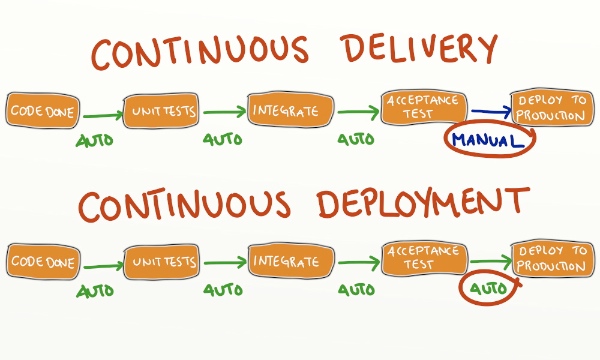 CONTINUOUS DELIVERY
CODE DONE
UNIT TESTS
INTEGRATE
ACCEPTANCE
TEST
DEPLOY TO
PRODUCTION
AUTO
AUTO
AUTO
MANUAL
CONTINUOUS DEPLOYMENT
CODE DONE
UNIT TESTS
INTEGRATE
ACCEPTANCE
TEST
DEPLOY TO
PRODUCTION
AUTO
AUTO
AUTO
AUTO